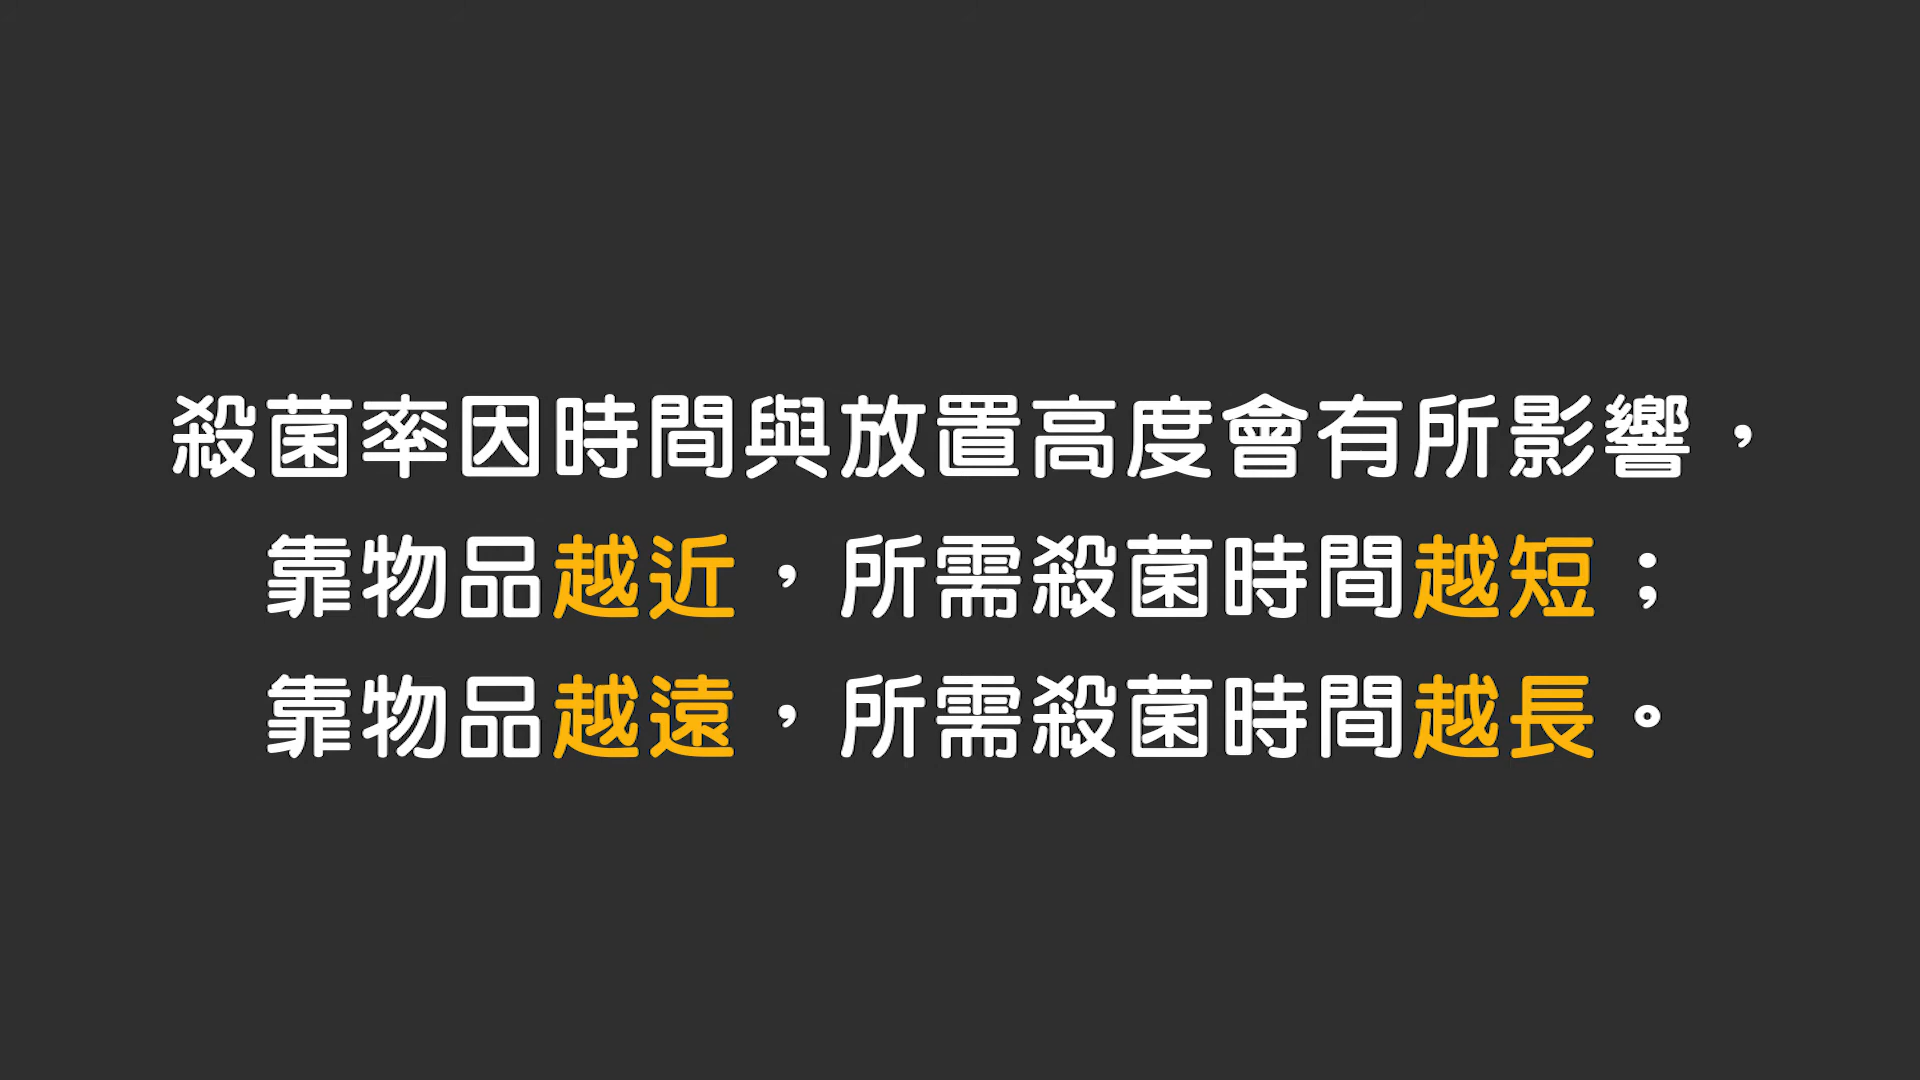 殺菌率因時間與放置高度會有所影響，
靠物品越近，所需殺菌時間越短；
靠物品越遠，所需殺菌時間越長。